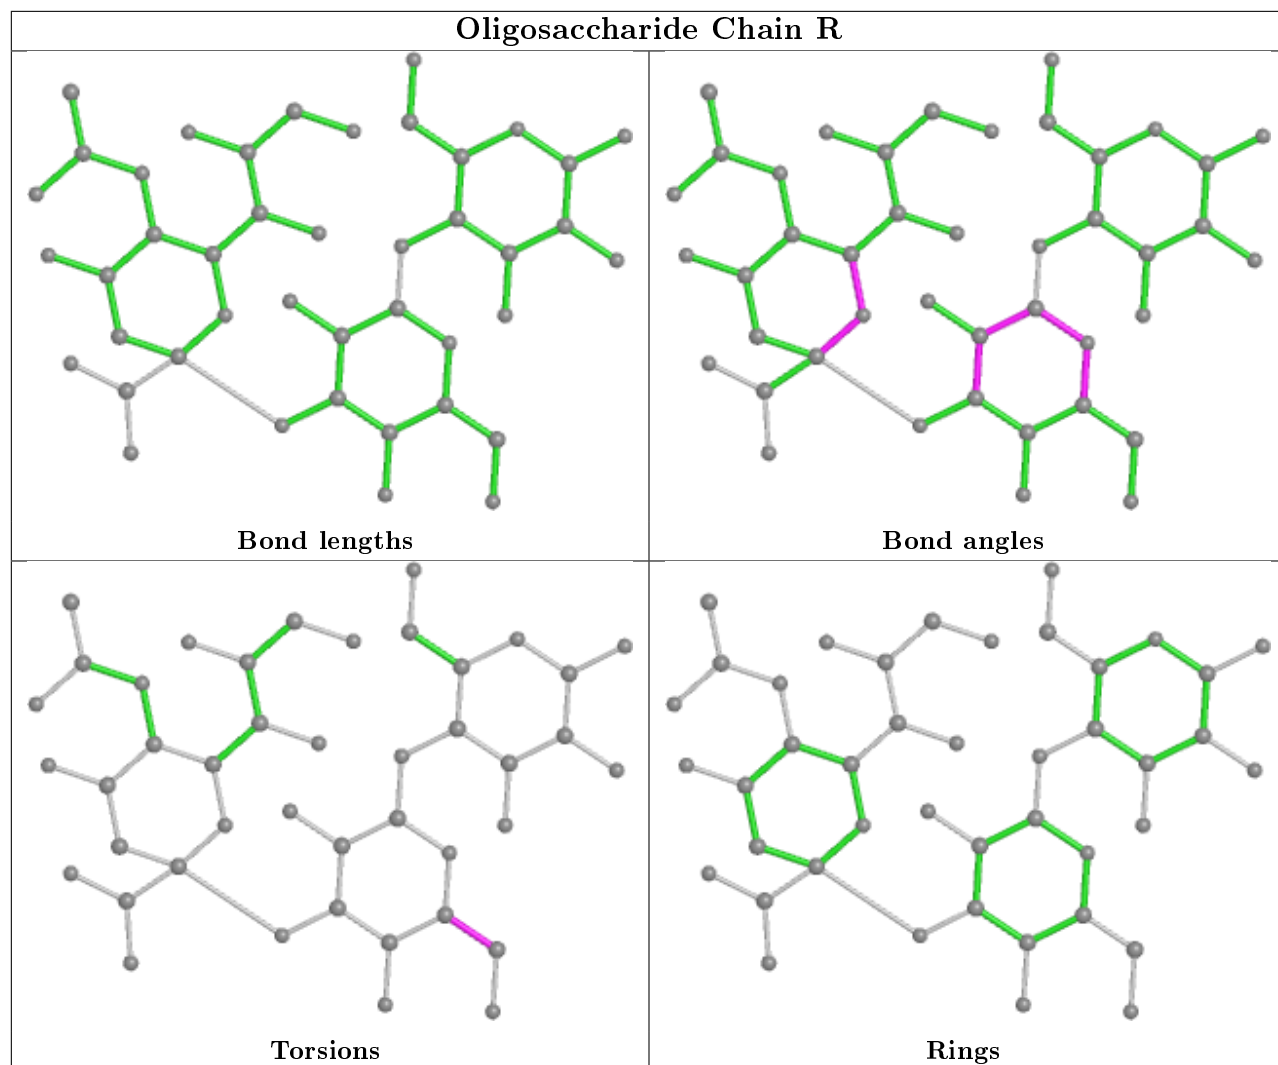 Oligosaccharide Chain R
Bond lengths
Bond angles
Torsions
Rings